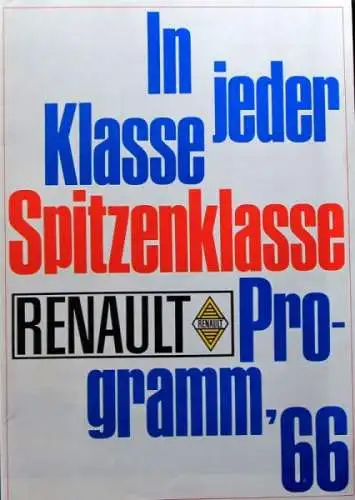 In
jeder
Klasse
Spitzenklasse
RENAULT RENAULT Pro-
gramm,
'66